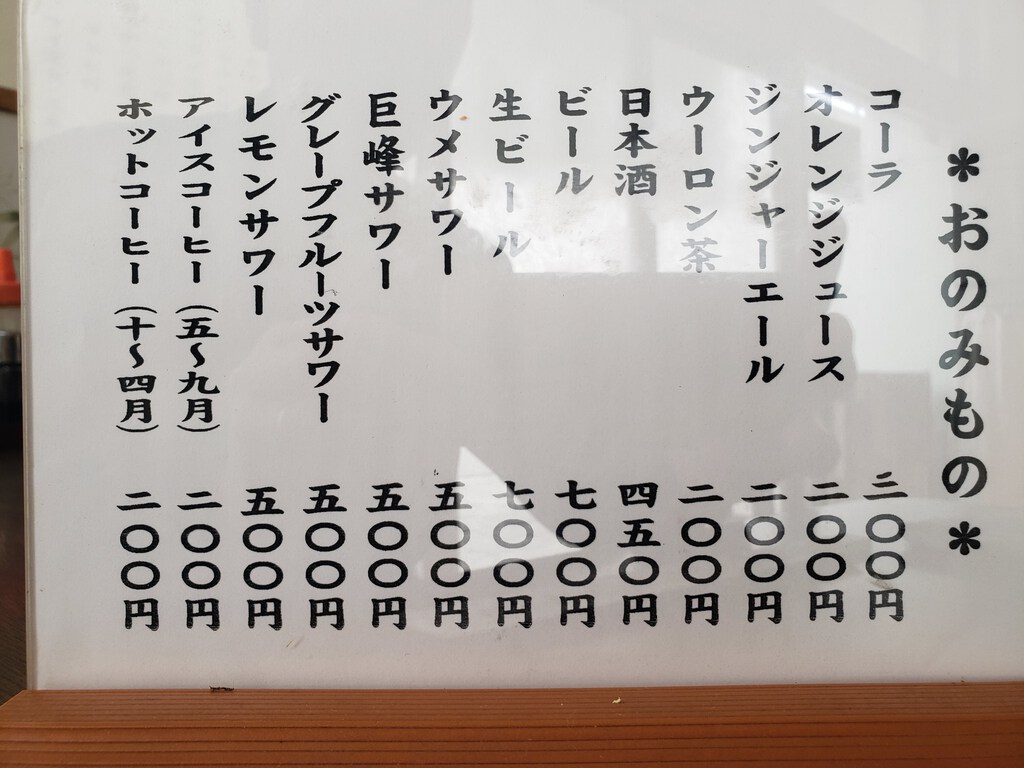 ＊おのみもの＊
コーラ 三〇〇円
オレンジジュース 二〇〇円
ジンジャーエール 二〇〇円
ウーロン茶 二〇〇円
日本酒 四五〇円
ビール 七〇〇円
生ビール 七〇〇円
ウメサワー 五〇〇円
巨峰サワー 五〇〇円
グレープフルーツサワー 五〇〇円
レモンサワー 五〇〇円
アイスコーヒー（五～九月） 二〇〇円
ホットコーヒー（十～四月） 二〇〇円